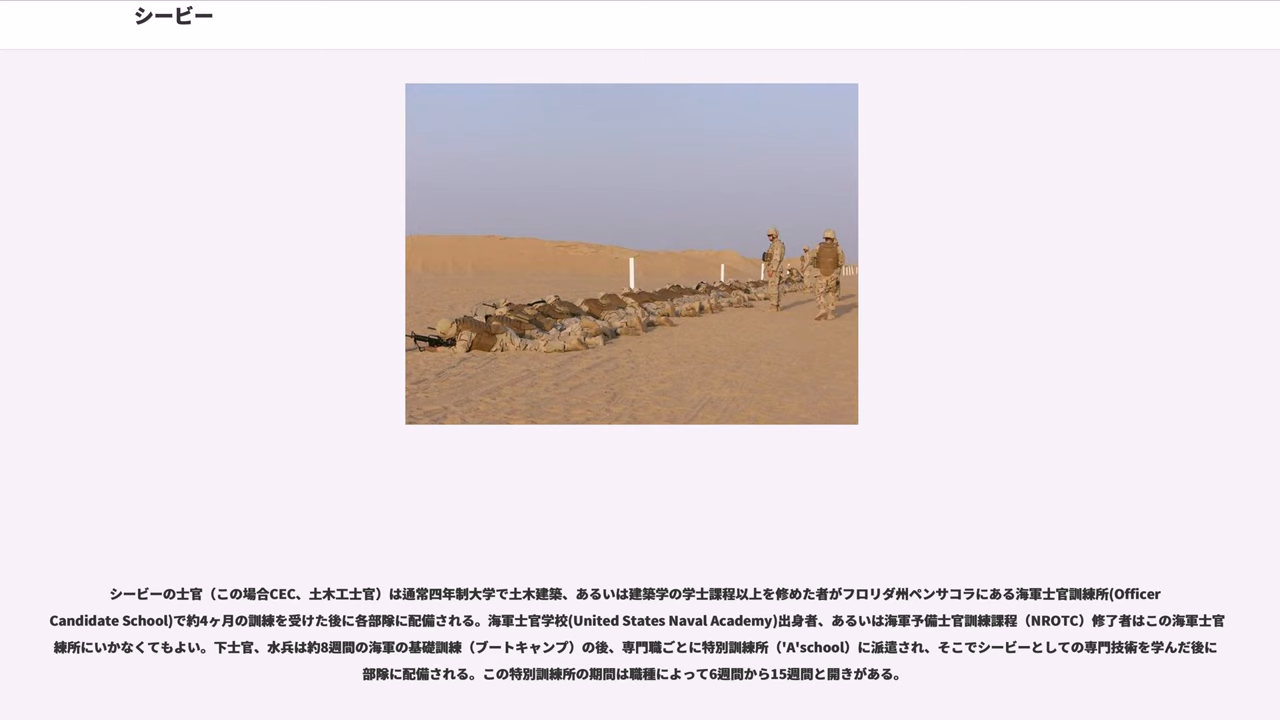 シービー
シービーの士官（この場合CEC、土木工士官）は通常四年制大学で土木建築、あるいは建築学の学士課程以上を修めた者がフロリダ州ペンサコラにある海軍士官訓練所(Officer
Candidate School)で約4ヶ月の訓練を受けた後に各部隊に配備される。海軍士官学校(United States Naval Academy)出身者、あるいは海軍予備士官訓練課程（NROTC）修了者はこの海軍士官
練所にいかなくてもよい。下士官、水兵は約8週間の海軍の基礎訓練（ブートキャンプ）の後、専門職ごとに特別訓練所（'A'school）に派遣され、そこでシービーとしての専門技術を学んだ後に
部隊に配備される。この特別訓練所の期間は職種によって6週間から15週間と開きがある。